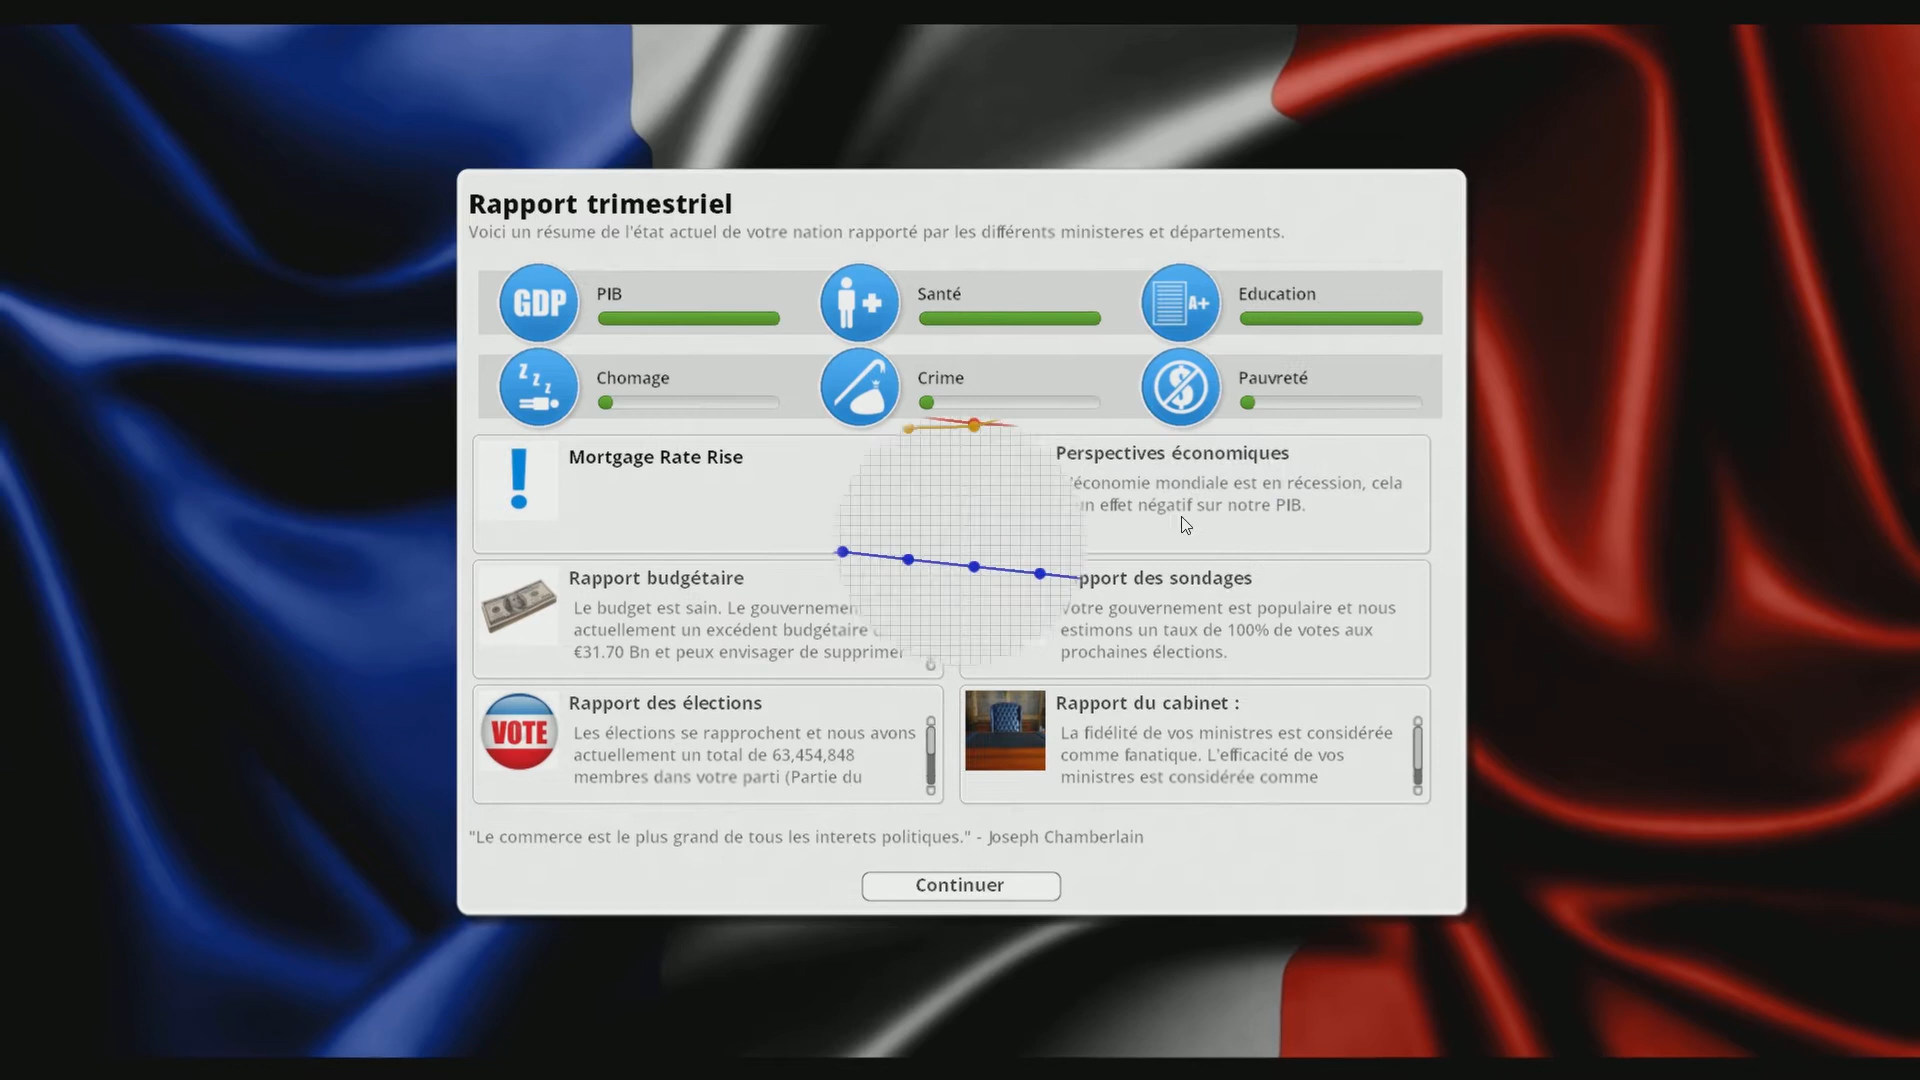 Rapport trimestriel
Voici un résume de l'état actuel de votre nation rapporté par les différents ministeres et départements.
GDP PIB
Santé
A+ Education
Z Z Z Chomage
Crime
$ Pauvreté
Mortgage Rate Rise
Perspectives économiques
économie mondiale est en récession, cela
un effet négatif sur notre PIB.
Rapport budgétaire
Le budget est sain. Le
actuellement un excédent budgétaire
€31.70 Bn et peux envisager de supprimer
des sondages
Votre gouvernement est populaire et nous
estimons un taux de 100% de votes aux
prochaines élections.
VOTE
Rapport des élections
Les élections se rapprochent et nous avons
actuellement un total de 63,454,848
membres dans votre parti (Partie du
Rapport du cabinet :
La fidélité de vos ministres est considérée
comme fanatique. L'efficacité de vos
ministres est considérée comme
"Le commerce est le plus grand de tous les interets politiques." - Joseph Chamberlain
Continuer